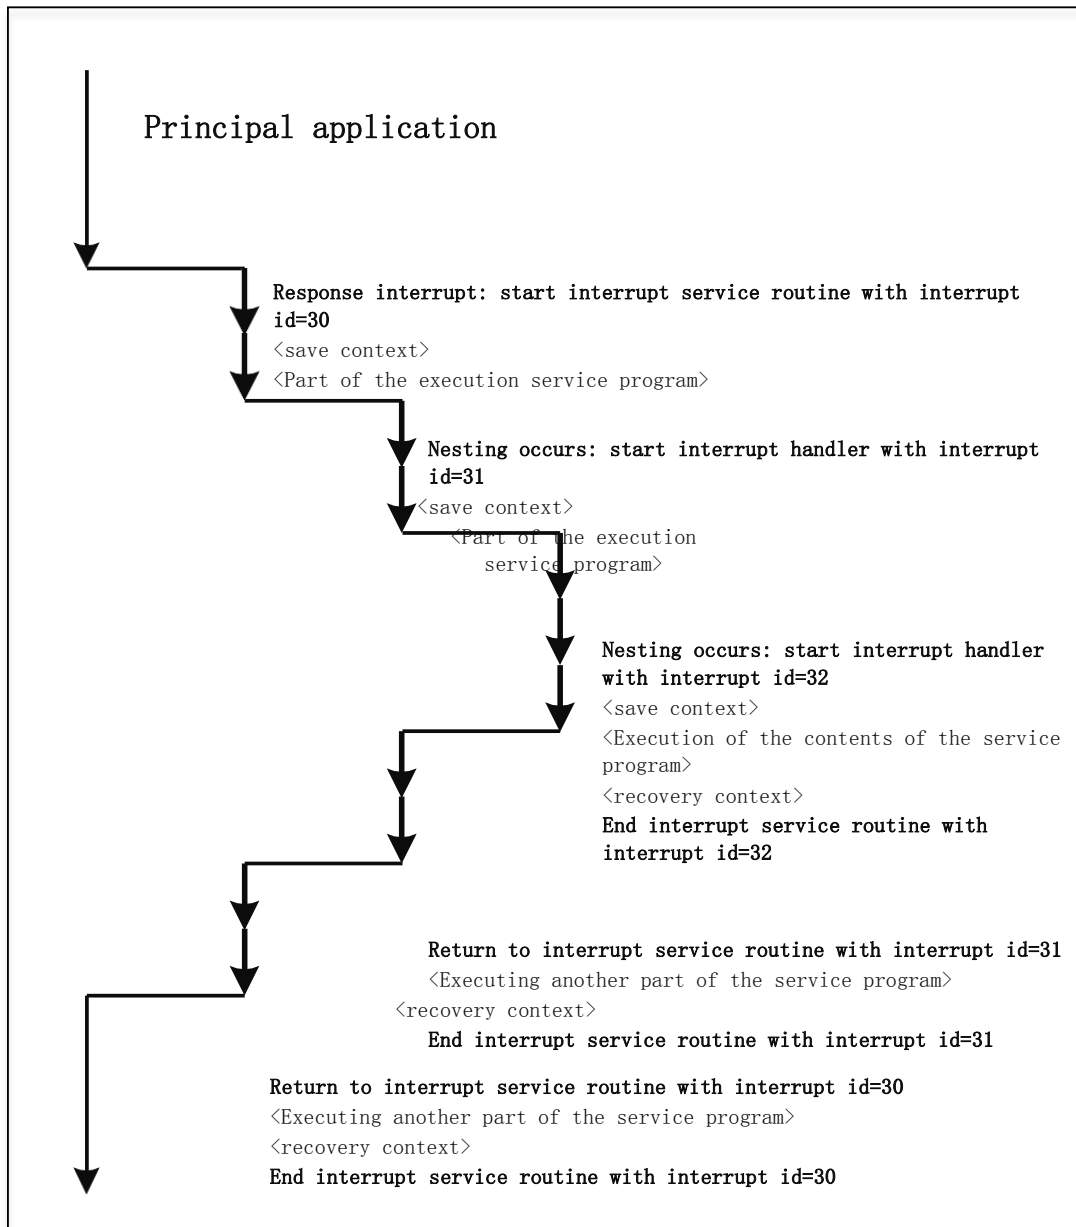 Principal application
Response interrupt: start interrupt service routine with interrupt
id=30
<save context>
<Part of the execution service program>
Nesting occurs: start interrupt handler with interrupt
id=31
<save context>
<Part of the execution
service program>
Nesting occurs: start interrupt handler
with interrupt id=32
<save context>
<Execution of the contents of the service
program>
<recovery context>
End interrupt service routine with
interrupt id=32
Return to interrupt service routine with interrupt id=31
<Executing another part of the service program>
<recovery context>
End interrupt service routine with interrupt id=31
Return to interrupt service routine with interrupt id=30
<Executing another part of the service program>
<recovery context>
End interrupt service routine with interrupt id=30